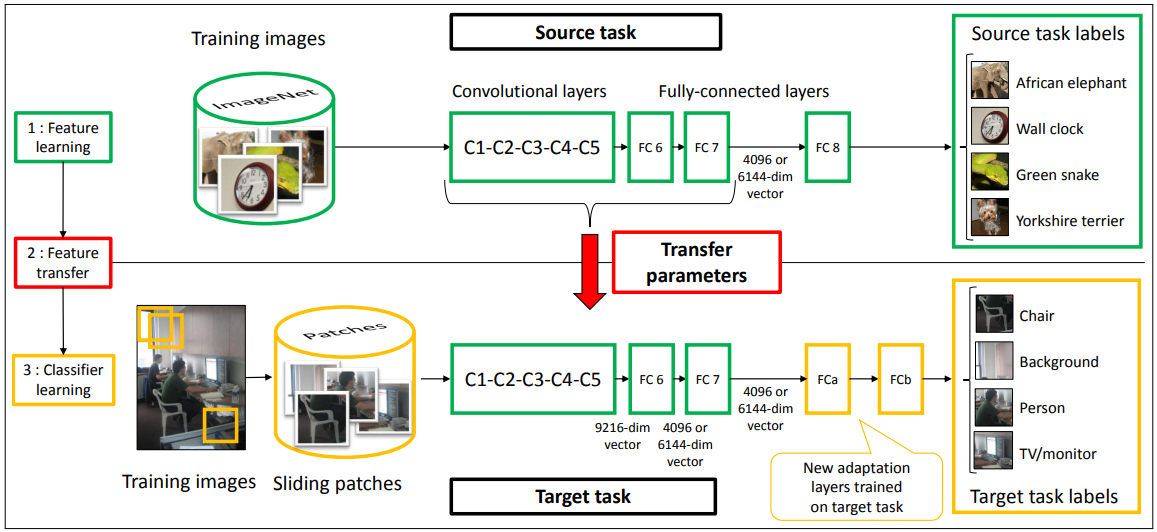 Training images
Source task
Source task labels
ImageNet
Convolutional layers
Fully-connected layers
African elephant
1 : Feature
learning
C1-C2-C3-C4-C5
FC 6
FC 7
4096 or
6144-dim
vector
FC 8
Wall clock
Green snake
Yorkshire terrier
2 : Feature
transfer
Transfer
parameters
3 : Classifier
learning
Patches
C1-C2-C3-C4-C5
FC 6
FC 7
FCa
FCb
Chair
Background
Person
TV/monitor
9216-dim
vector
4096 or
6144-dim
vector
4096 or
6144-dim
vector
New adaptation
layers trained
on target task
Training images
Sliding patches
Target task
Target task labels